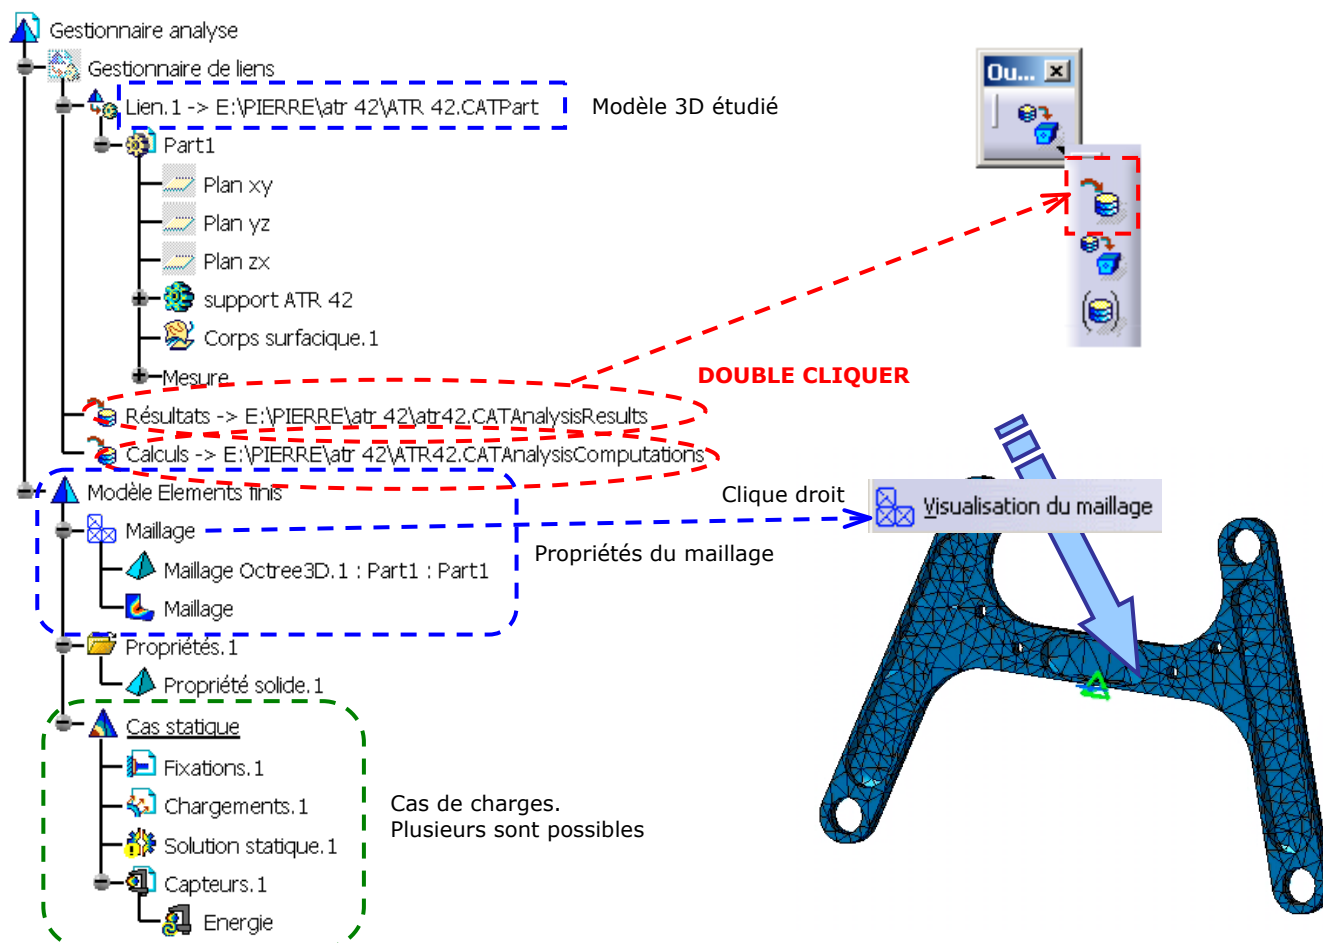 Gestionnaire analyse
Gestionnaire de liens
Lien.1 -> E:\PIERRE\atr 42\ATR 42.CATPart
Modèle 3D étudié
Part1
Plan xy
Plan yz
Plan zx
support ATR 42
Corps surfacique.1
Mesure
Résultats -> E:\PIERRE\atr 42\atr42.CATAnalysisResults
Calculs -> E:\PIERRE\atr 42\ATR42.CATAnalysisComputations
Ou...
DOUBLE CLIQUER
Modèle Elements finis
Maillage
Maillage Octree3D.1 : Part1 : Part1
Maillage
Clique droit
Visualisation du maillage
Propriétés du maillage
Propriétés.1
Propriété solide.1
Cas statique
Fixations.1
Chargements.1
Solution statique.1
Capteurs.1
Energie
Cas de charges.
Plusieurs sont possibles